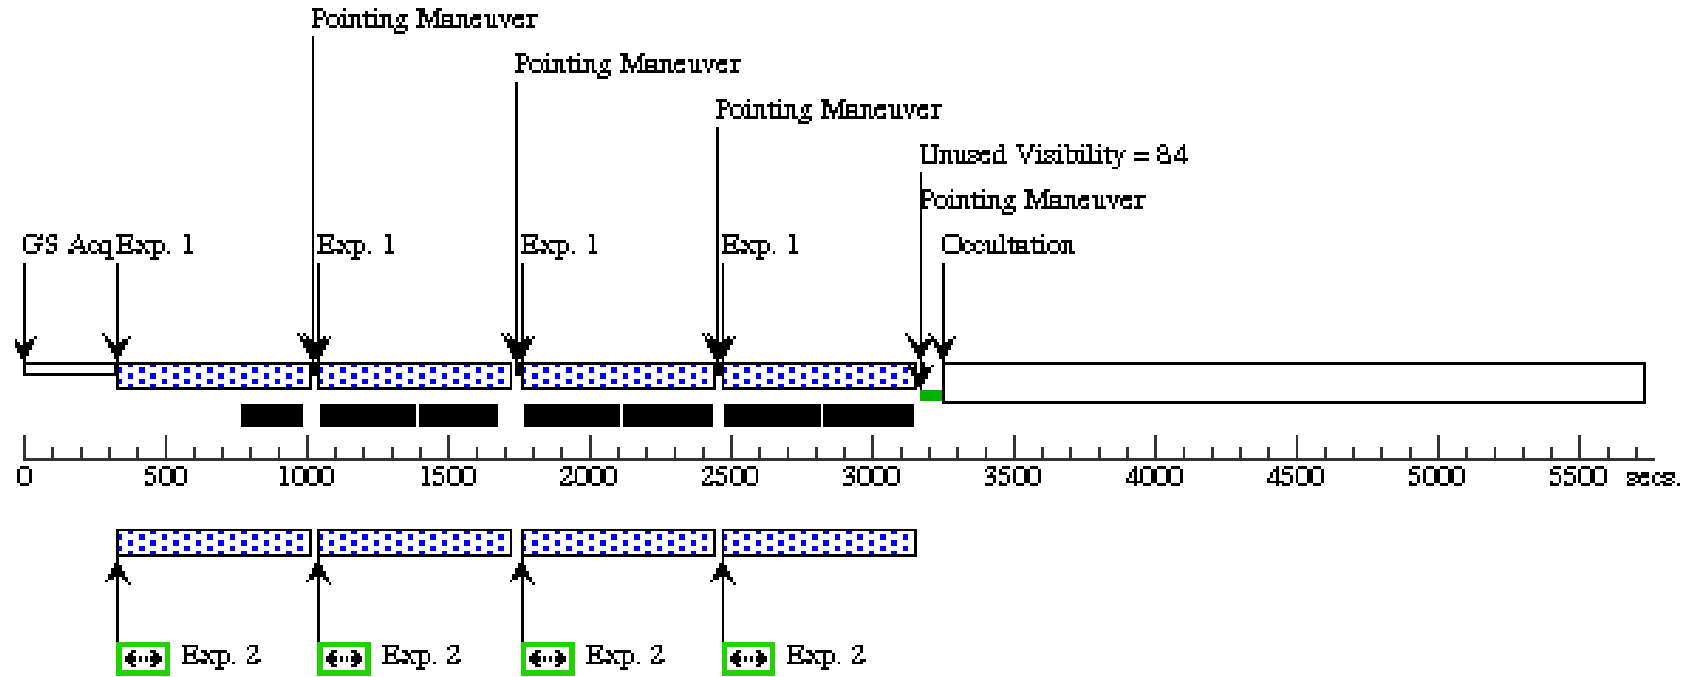 Pointing Maneuver
Pointing Maneuver
Pointing Maneuver
Unused Visibility = 84
Pointing Maneuver
GS Acq Exp. 1 Exp. 1 Exp. 1 Exp. 1 Occultation
0 500 1000 1500 2000 2500 3000 3500 4000 4500 5000 5500 secs.
Exp. 2 Exp. 2 Exp. 2 Exp. 2